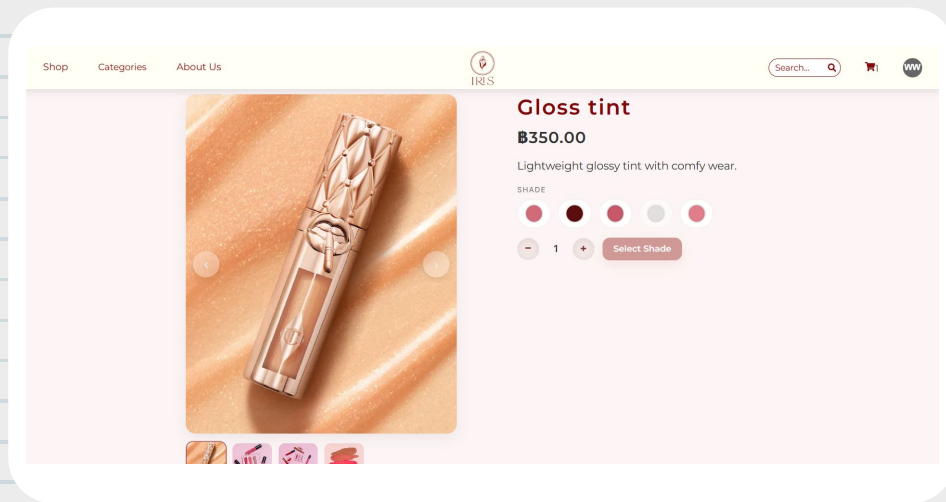 Shop
Categories
About Us
IRIS
Search...
1
WW
Gloss tint
฿350.00
Lightweight glossy tint with comfy wear.
SHADE
− 1 +
Select Shade